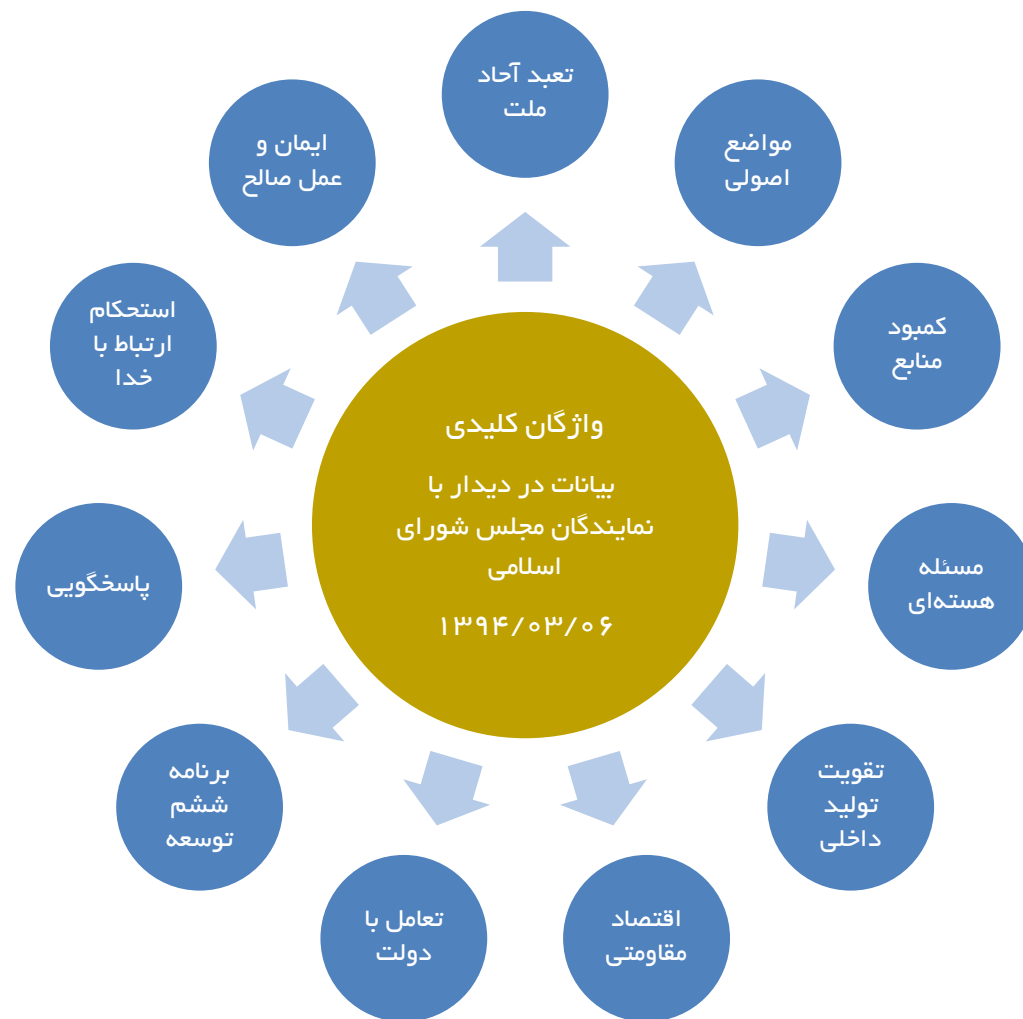 واژگان کلیدی
بیانات در دیدار با
نمایندگان مجلس شورای
اسلامی
۱۳۹۴/۰۳/۰۶
تعبد آحاد
ملت
مواضع
اصولی
کمبود
منابع
مسئله
هسته‌ای
تقویت
تولید
داخلی
اقتصاد
مقاومتی
تعامل با
دولت
برنامه
ششم
توسعه
پاسخگویی
استحکام
ارتباط با
خدا
ایمان و
عمل صالح